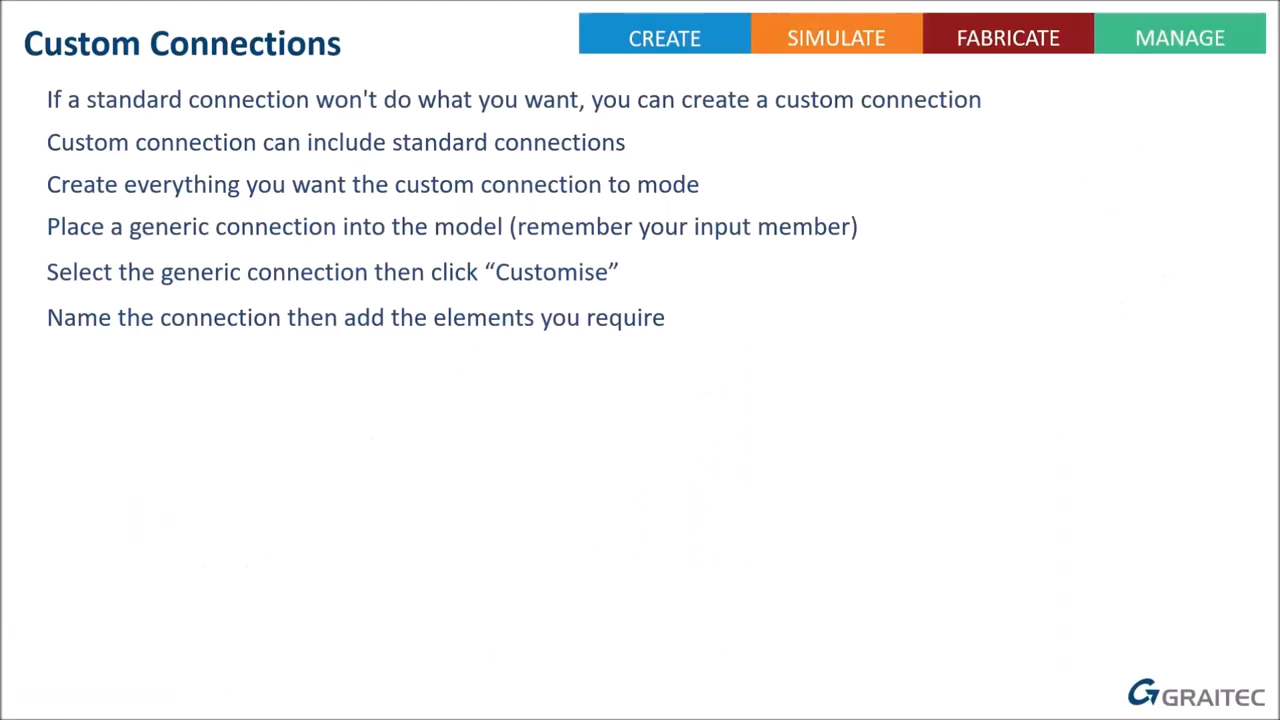 Custom Connections
CREATE
SIMULATE
FABRICATE
MANAGE
If a standard connection won't do what you want, you can create a custom connection
Custom connection can include standard connections
Create everything you want the custom connection to mode
Place a generic connection into the model (remember your input member)
Select the generic connection then click “Customise”
Name the connection then add the elements you require
GRAITEC